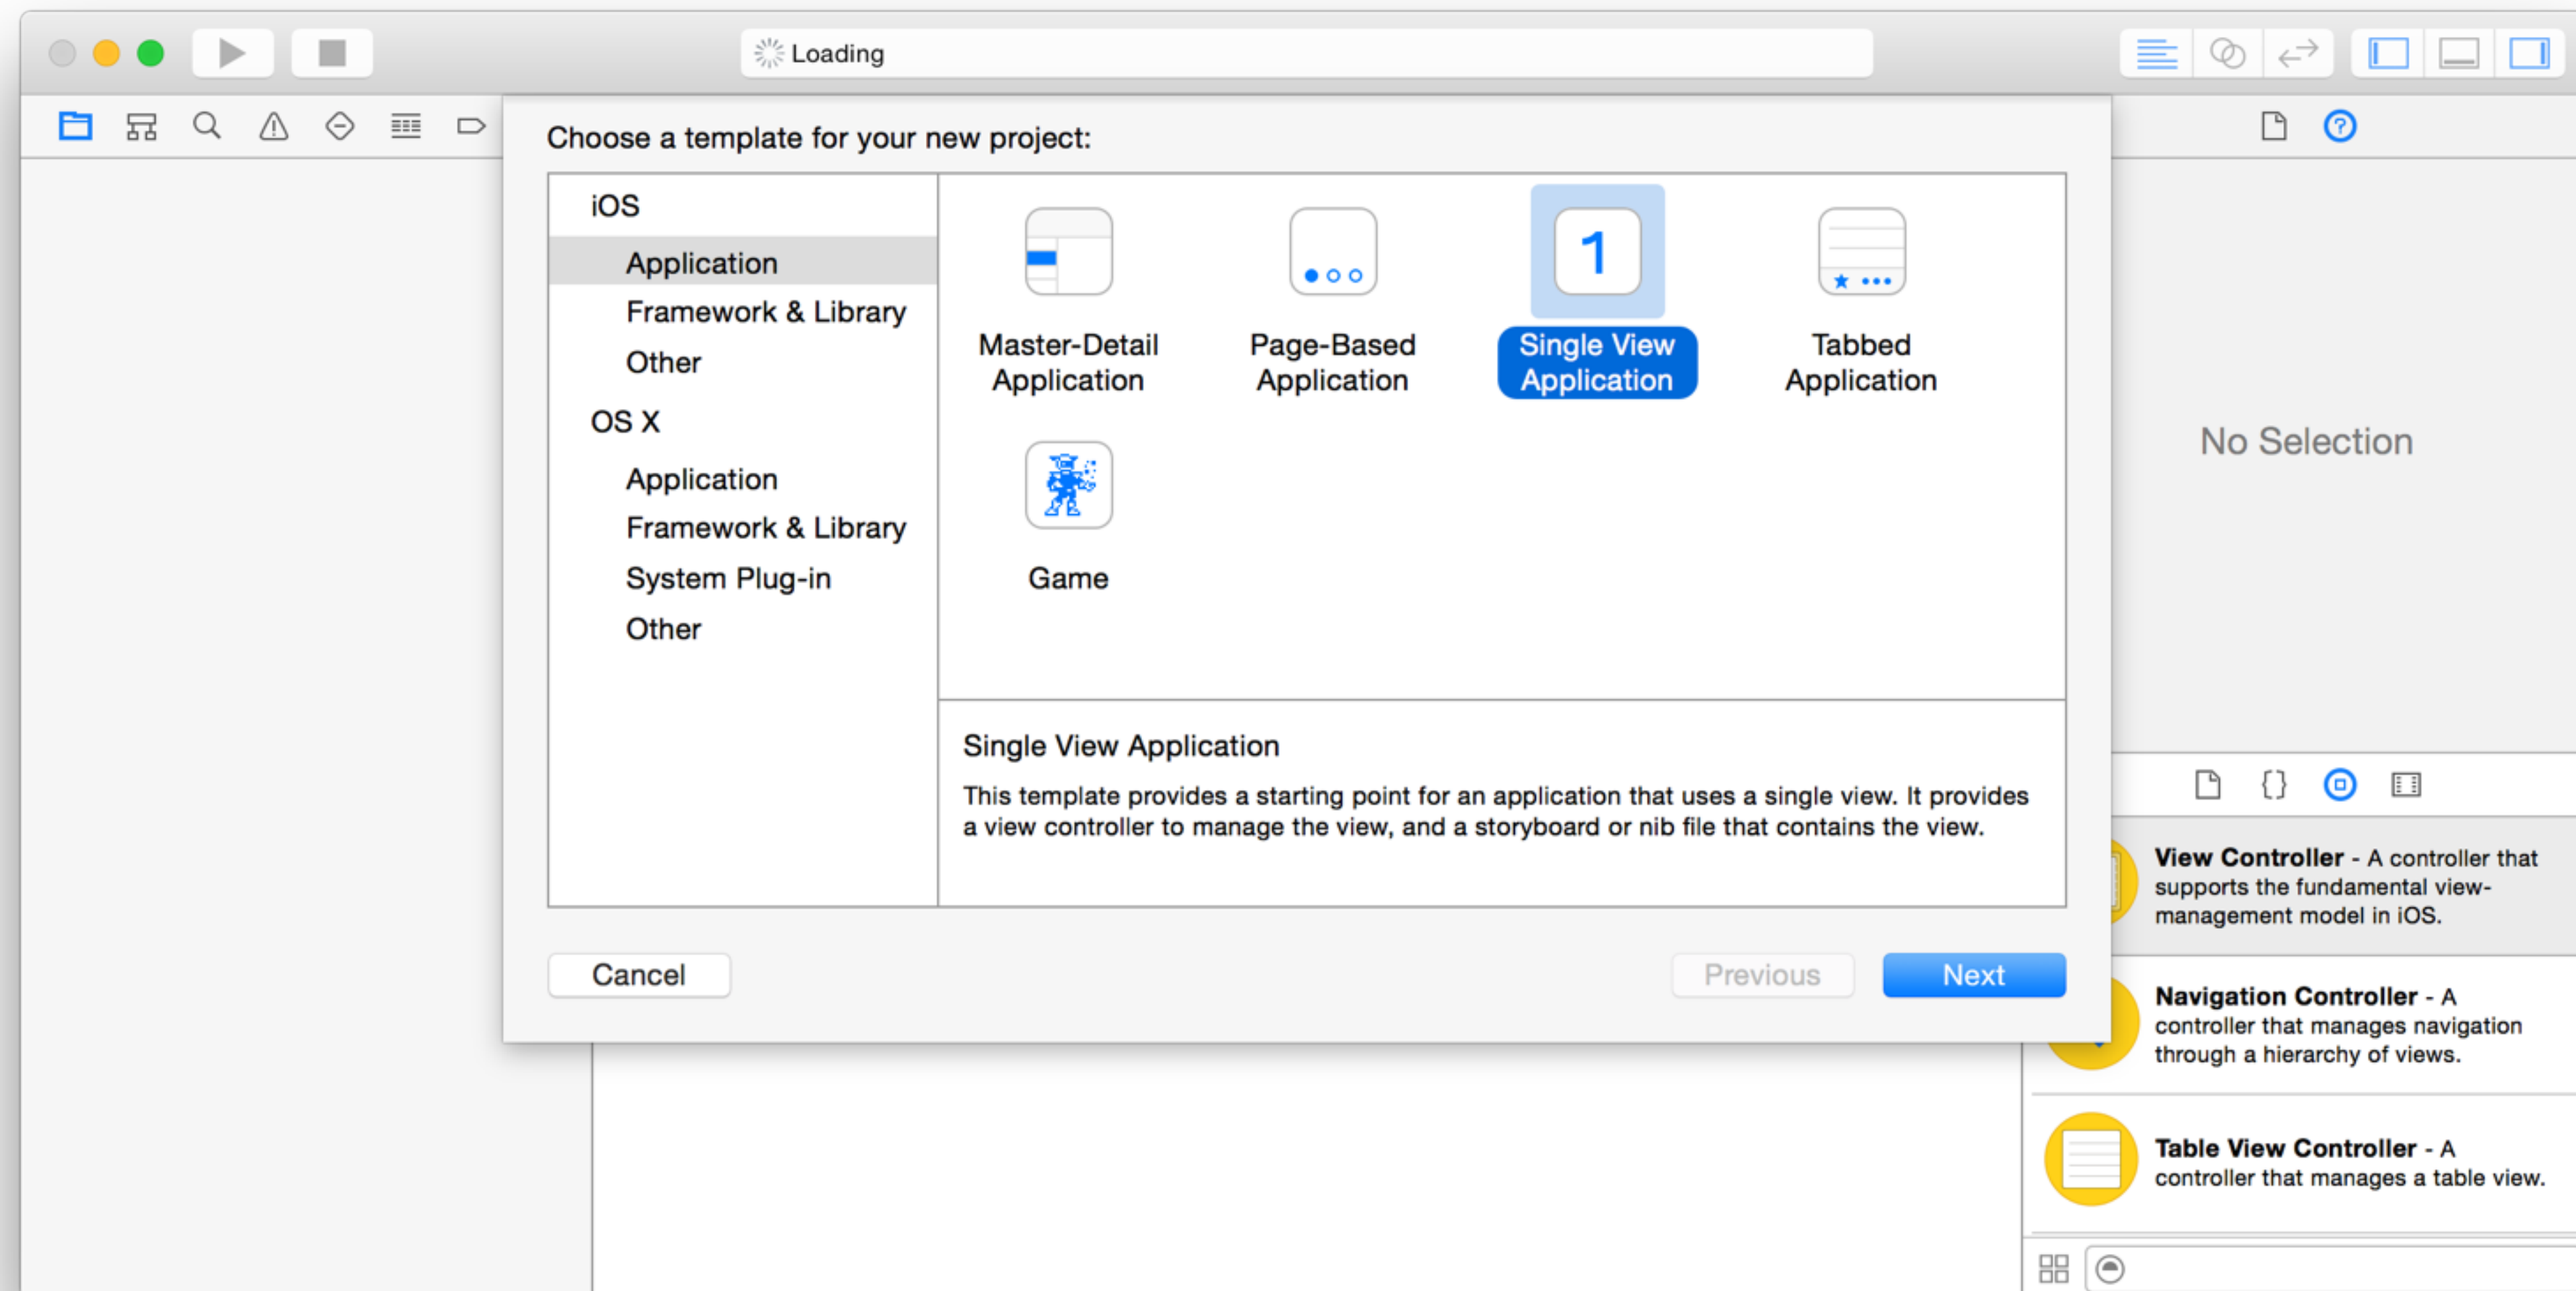 Loading
Choose a template for your new project:
iOS
Application
Framework & Library
Other
OS X
Application
Framework & Library
System Plug-in
Other
Master-Detail
Application
Page-Based
Application
1
Single View
Application
Tabbed
Application
Game
Single View Application
This template provides a starting point for an application that uses a single view. It provides
a view controller to manage the view, and a storyboard or nib file that contains the view.
Cancel
Previous
Next
No Selection
View Controller - A controller that
supports the fundamental view-
management model in iOS.
Navigation Controller - A
controller that manages navigation
through a hierarchy of views.
Table View Controller - A
controller that manages a table view.